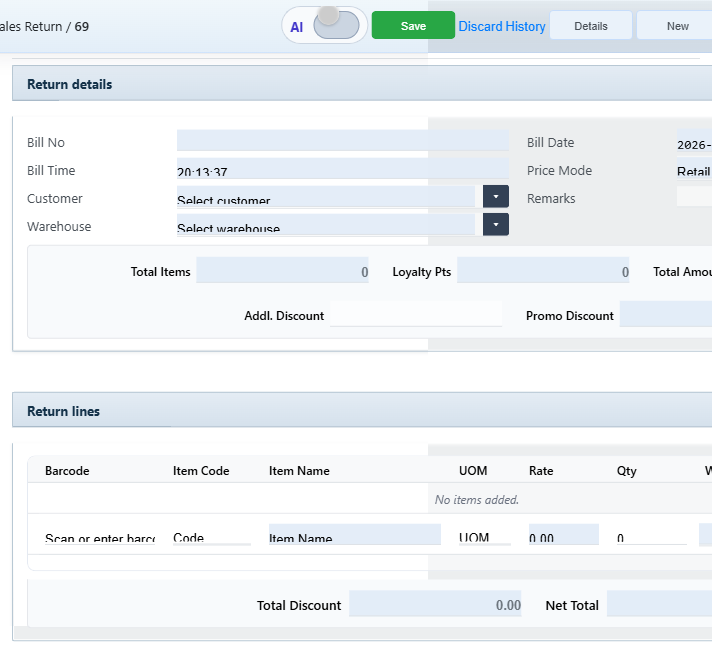 ales Return / 69 AI Save Discard History Details New
Return details
Bill No Bill Date 2026-
Bill Time 20:13:37 Price Mode Retail
Customer Select customer Remarks
Warehouse Select warehouse
Total Items 0 Loyalty Pts 0 Total Amou
Addl. Discount Promo Discount
Return lines
Barcode Item Code Item Name UOM Rate Qty W
No items added.
Scan or enter barco Code Item Name UOM 0.00 0
Total Discount 0.00 Net Total